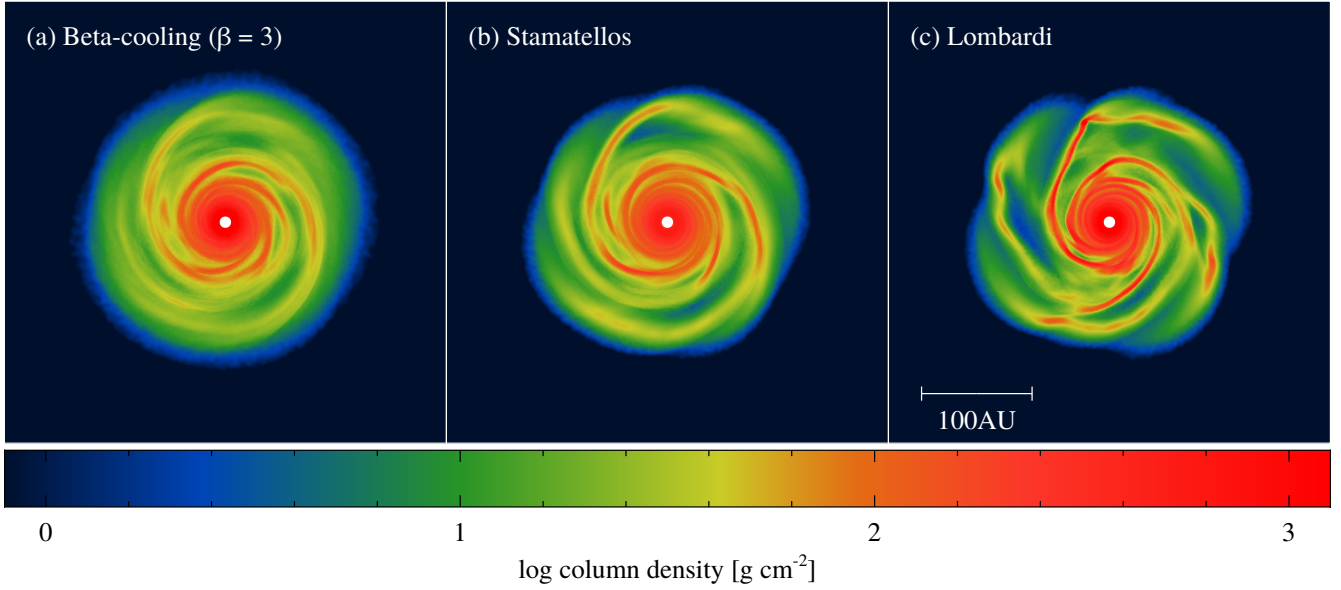 (a) Beta-cooling (β = 3)
(b) Stamatellos
(c) Lombardi
100AU
0 1 2 3
log column density [g cm⁻²]